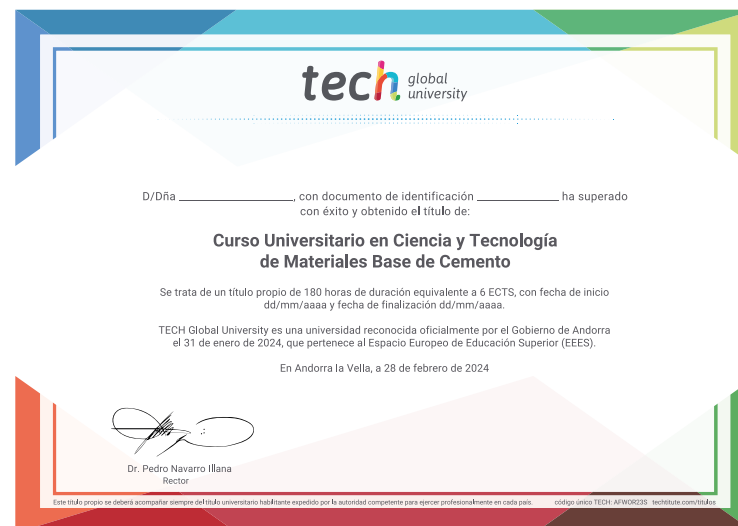 tech global university
D/Dña ____________________, con documento de identificación ______________ ha superado
con éxito y obtenido el título de:
Curso Universitario en Ciencia y Tecnología
de Materiales Base de Cemento
Se trata de un título propio de 180 horas de duración equivalente a 6 ECTS, con fecha de inicio
dd/mm/aaaa y fecha de finalización dd/mm/aaaa.
TECH Global University es una universidad reconocida oficialmente por el Gobierno de Andorra
el 31 de enero de 2024, que pertenece al Espacio Europeo de Educación Superior (EEES).
En Andorra la Vella, a 28 de febrero de 2024
Dr. Pedro Navarro Illana
Rector
Este título propio se deberá acompañar siempre del título universitario habilitante expedido por la autoridad competente para ejercer profesionalmente en cada país. código único TECH: AFWOR23S techtitute.com/titulos